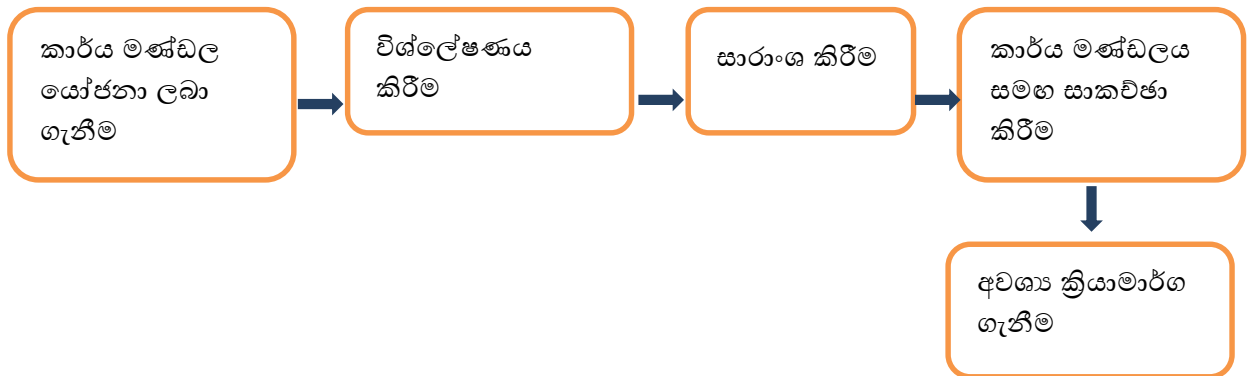 කාර්ය මණ්ඩල
යෝජනා ලබා
ගැනීම
විශ්ලේෂණය
කිරීම
සාරාංශ කිරීම
කාර්ය මණ්ඩලය
සමඟ සාකච්ඡා
කිරීම
අවශ්‍ය ක්‍රියාමාර්ග
ගැනීම